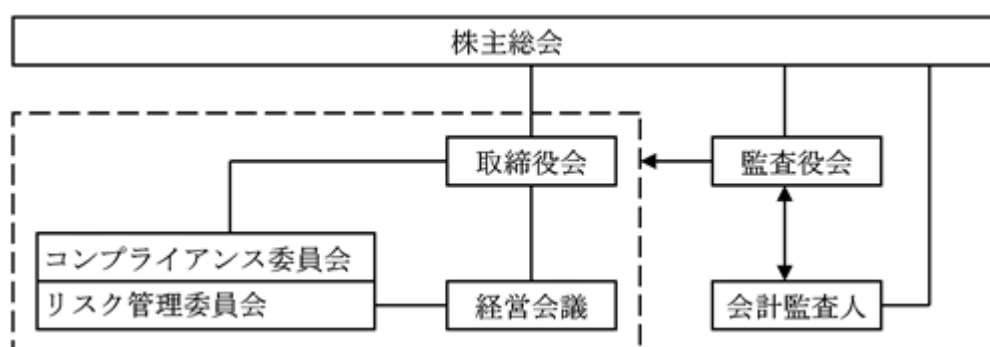 株主総会
取締役会
監査役会
コンプライアンス委員会
リスク管理委員会
経営会議
会計監査人